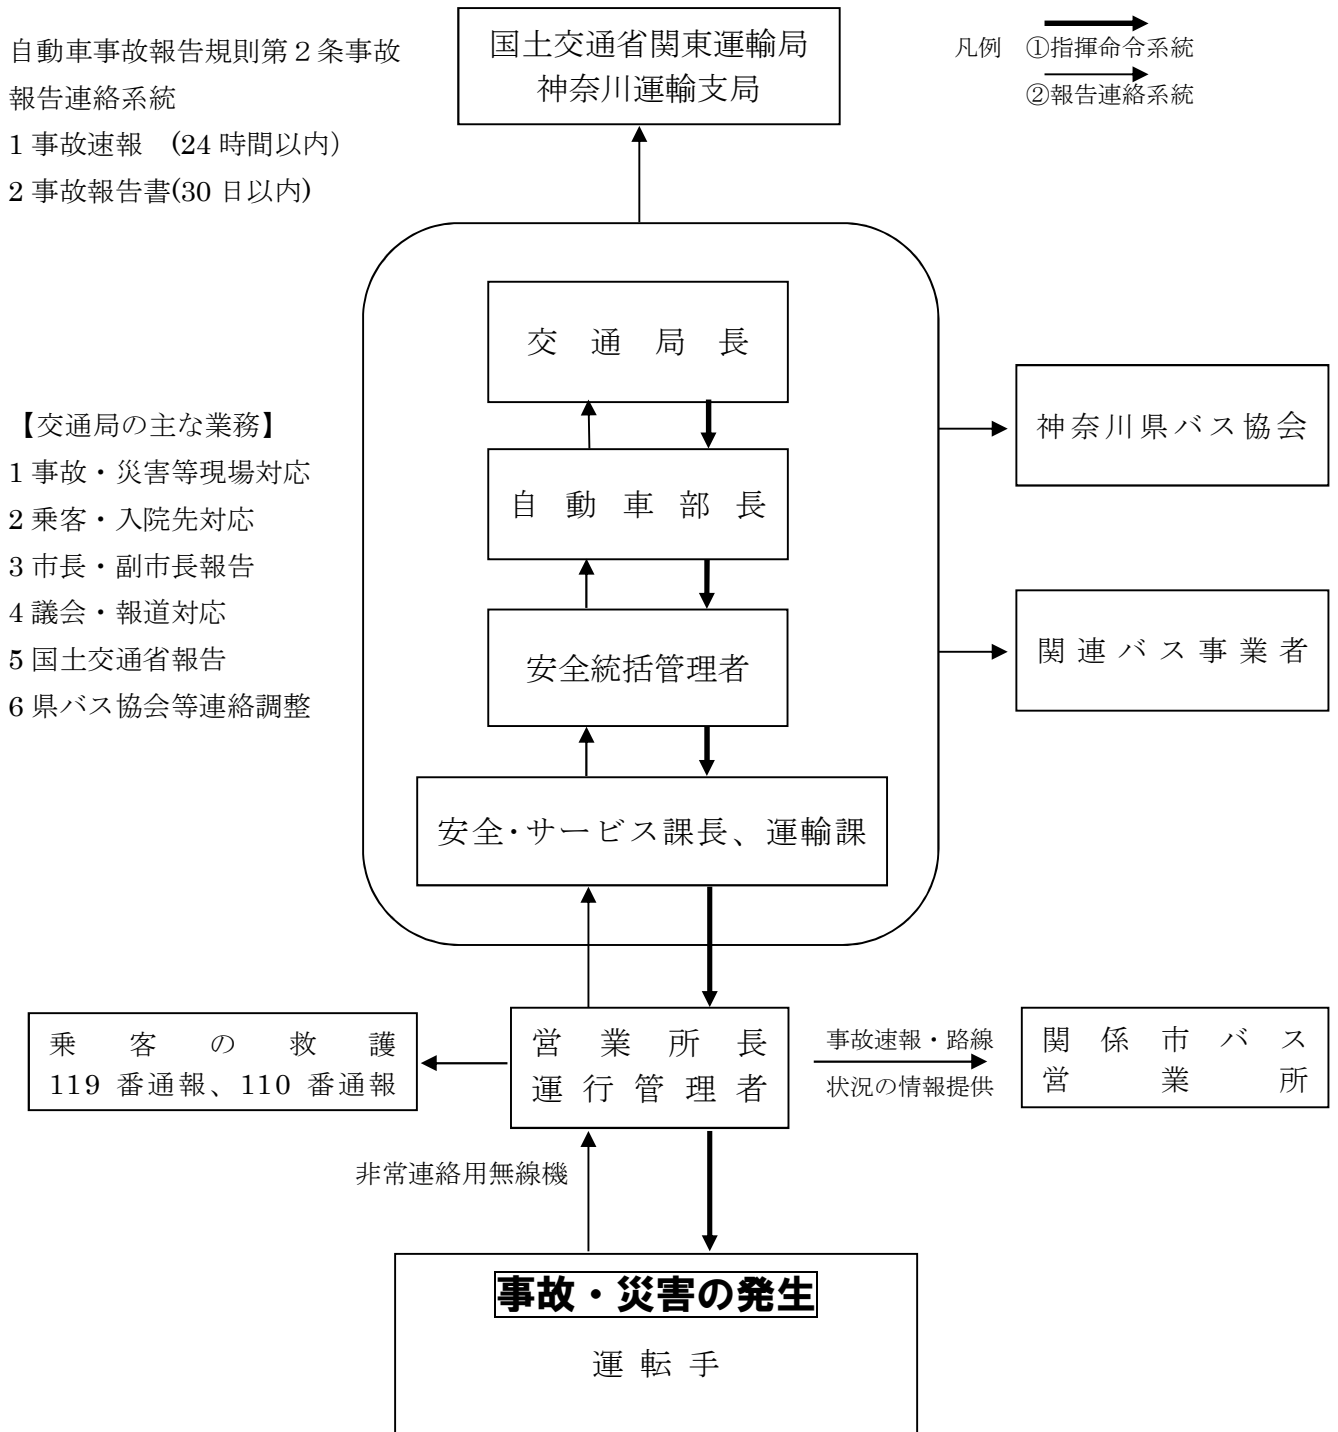 自動車事故報告規則第２条事故
報告連絡系統
1 事故速報　(24 時間以内）
2 事故報告書(30 日以内)
国土交通省関東運輸局
神奈川運輸支局
凡例　①指揮命令系統
②報告連絡系統
交通局長
【交通局の主な業務】
1 事故・災害等現場対応
2 乗客・入院先対応
3 市長・副市長報告
4 議会・報道対応
5 国土交通省報告
6 県バス協会等連絡調整
自動車部長
安全統括管理者
安全・サービス課長、運輸課
神奈川県バス協会
関連バス事業者
乗客の救護
119 番通報、110 番通報
営業所長
運行管理者
事故速報・路線
状況の情報提供
関係市バス
営業所
非常連絡用無線機
事故・災害の発生
運転手